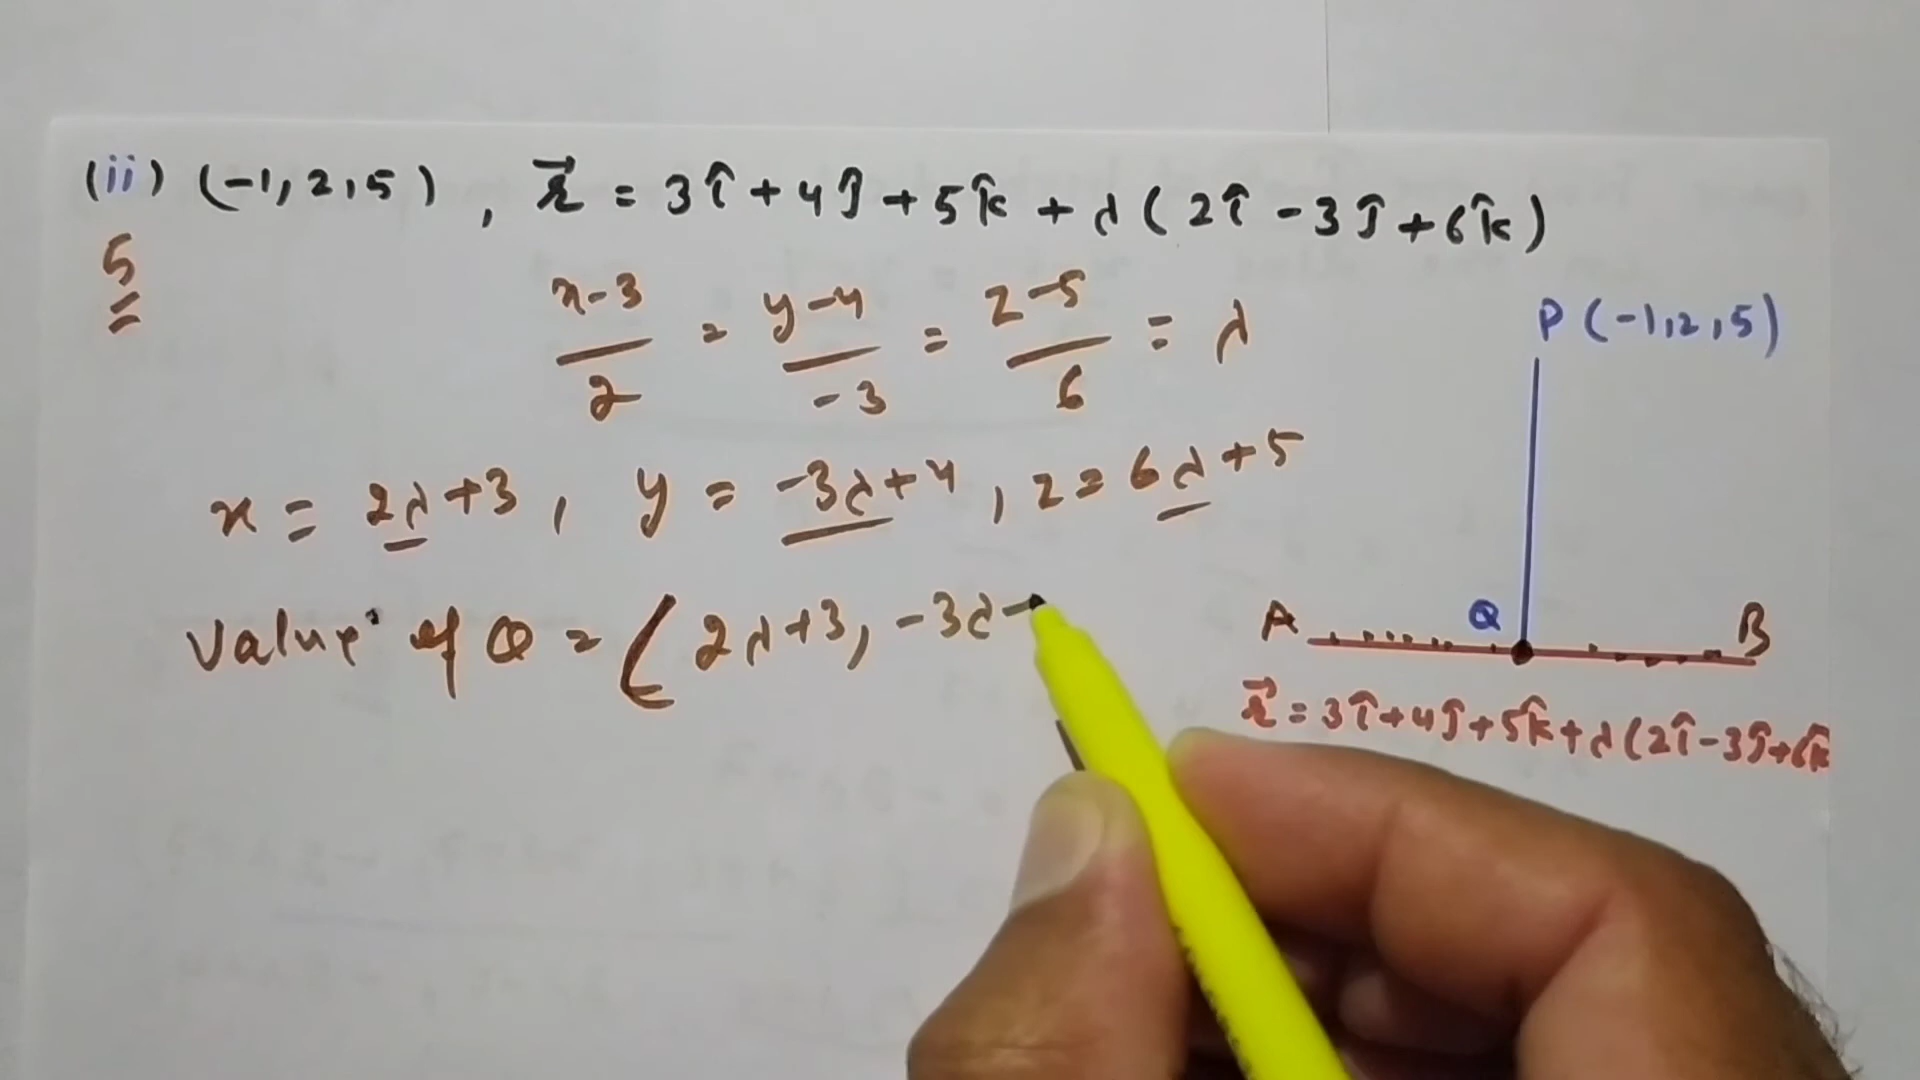 (ii) (-1, 2, 5) , r⃗ = 3î + 4ĵ + 5k̂ + λ ( 2î - 3ĵ + 6k̂ )
x-3/2 = y-4/-3 = z-5/6 = λ
P (-1, 2, 5)
x = 2λ+3 , y = -3λ+4 , z = 6λ+5
Value of Q = ( 2λ+3, -3λ
A Q B
r⃗ = 3î+4ĵ+5k̂+λ(2î-3ĵ+6k̂